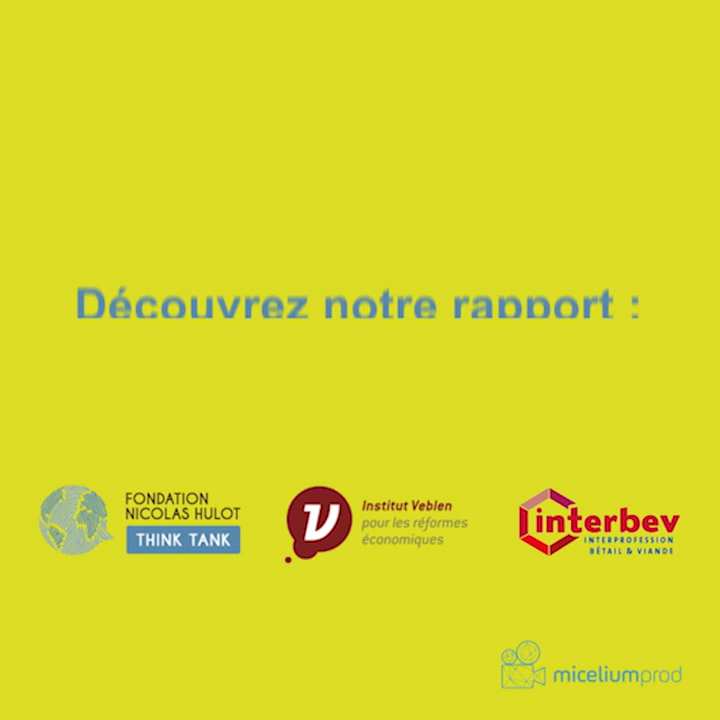 Découvrez notre rapport :
FONDATION
NICOLAS HULOT
THINK TANK
Institut Veblen
pour les réformes
économiques
interbev
INTERPROFESSION
BÉTAIL & VIANDE
miceliumprod